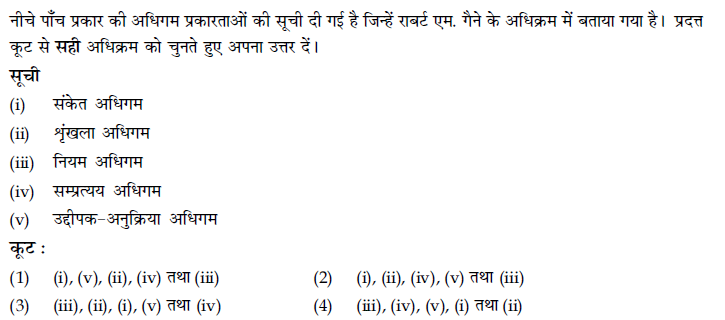 नीचे पाँच प्रकार की अधिगम प्रकारताओं की सूची दी गई है जिन्हें राबर्ट एम. गैने के अधिक्रम में बताया गया है। प्रदत्त
कूट से सही अधिक्रम को चुनते हुए अपना उत्तर दें।
सूची
(i) संकेत अधिगम
(ii) शृंखला अधिगम
(iii) नियम अधिगम
(iv) सम्प्रत्यय अधिगम
(v) उद्दीपक-अनुक्रिया अधिगम
कूट :
(1) (i), (v), (ii), (iv) तथा (iii) (2) (i), (ii), (iv), (v) तथा (iii)
(3) (iii), (ii), (i), (v) तथा (iv) (4) (iii), (iv), (v), (i) तथा (ii)